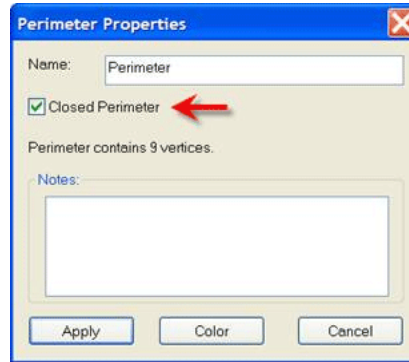 Perimeter Properties
Name: Perimeter
Closed Perimeter
Perimeter contains 9 vertices.
Notes:
Apply Color Cancel